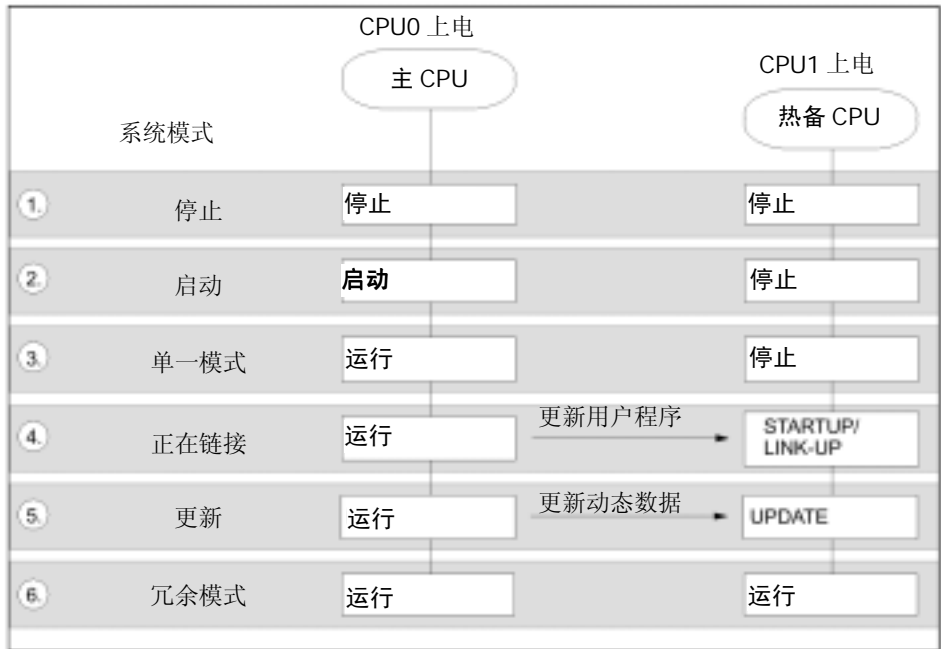 CPU0 上电
主 CPU
CPU1 上电
热备 CPU
系统模式
1. 停止 停止 停止
2. 启动 启动 停止
3. 单一模式 运行 停止
4. 正在链接 运行 更新用户程序 STARTUP/
LINK-UP
5. 更新 运行 更新动态数据 UPDATE
6. 冗余模式 运行 运行